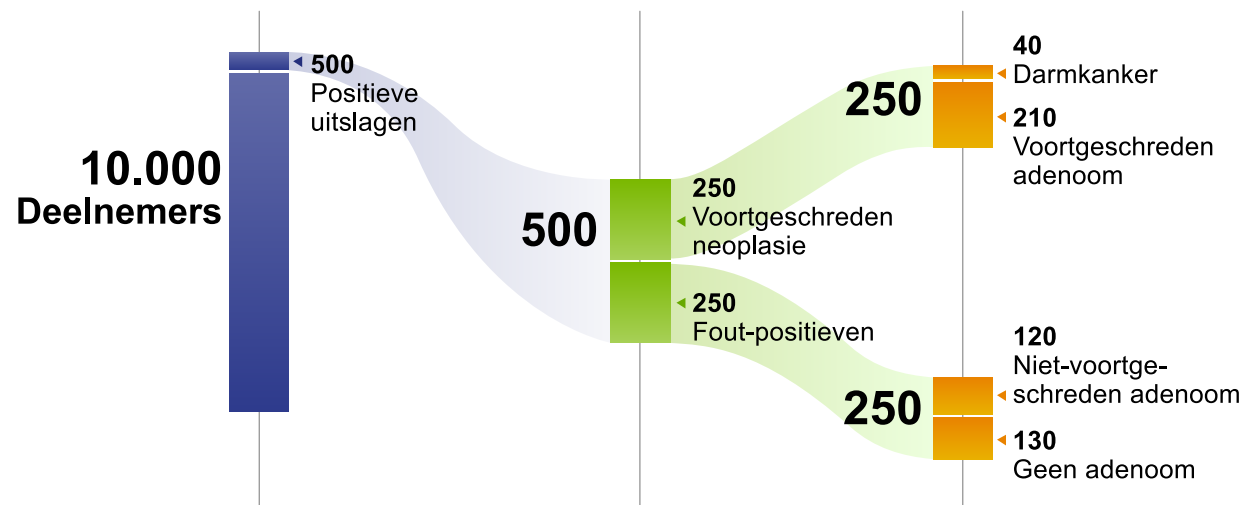 10.000
Deelnemers
500
Positieve
uitslagen
500
250
Voortgeschreden
neoplasie
250
Fout-positieven
250
40
Darmkanker
210
Voortgeschreden
adenoom
250
120
Niet-voortge-
schreden adenoom
130
Geen adenoom